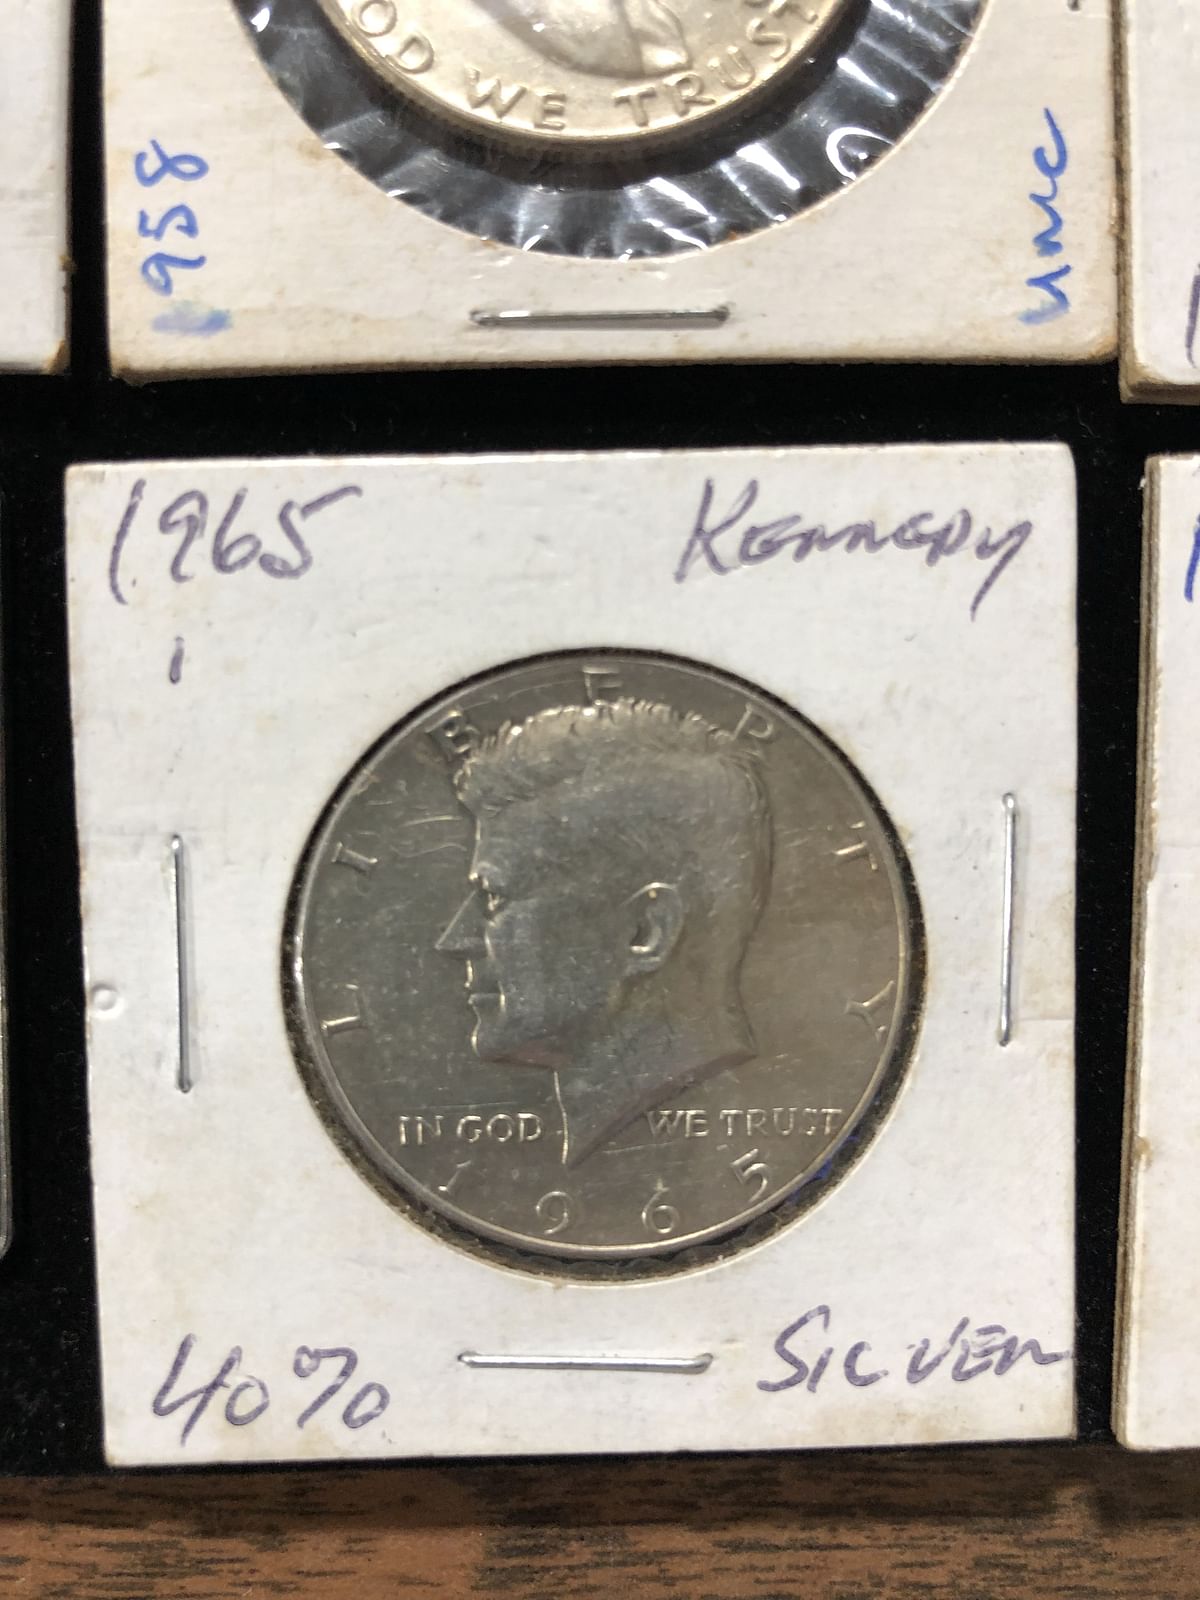 OD WE TRUST
1958
Unc
1965 Kennedy
LIBERTY
IN GOD WE TRUST
1965
40% Silver